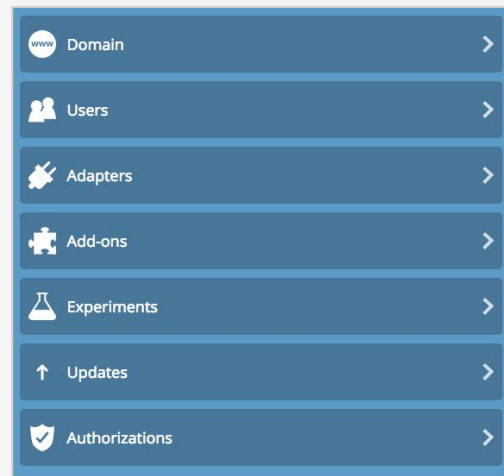 www Domain
Users
Adapters
Add-ons
Experiments
Updates
Authorizations